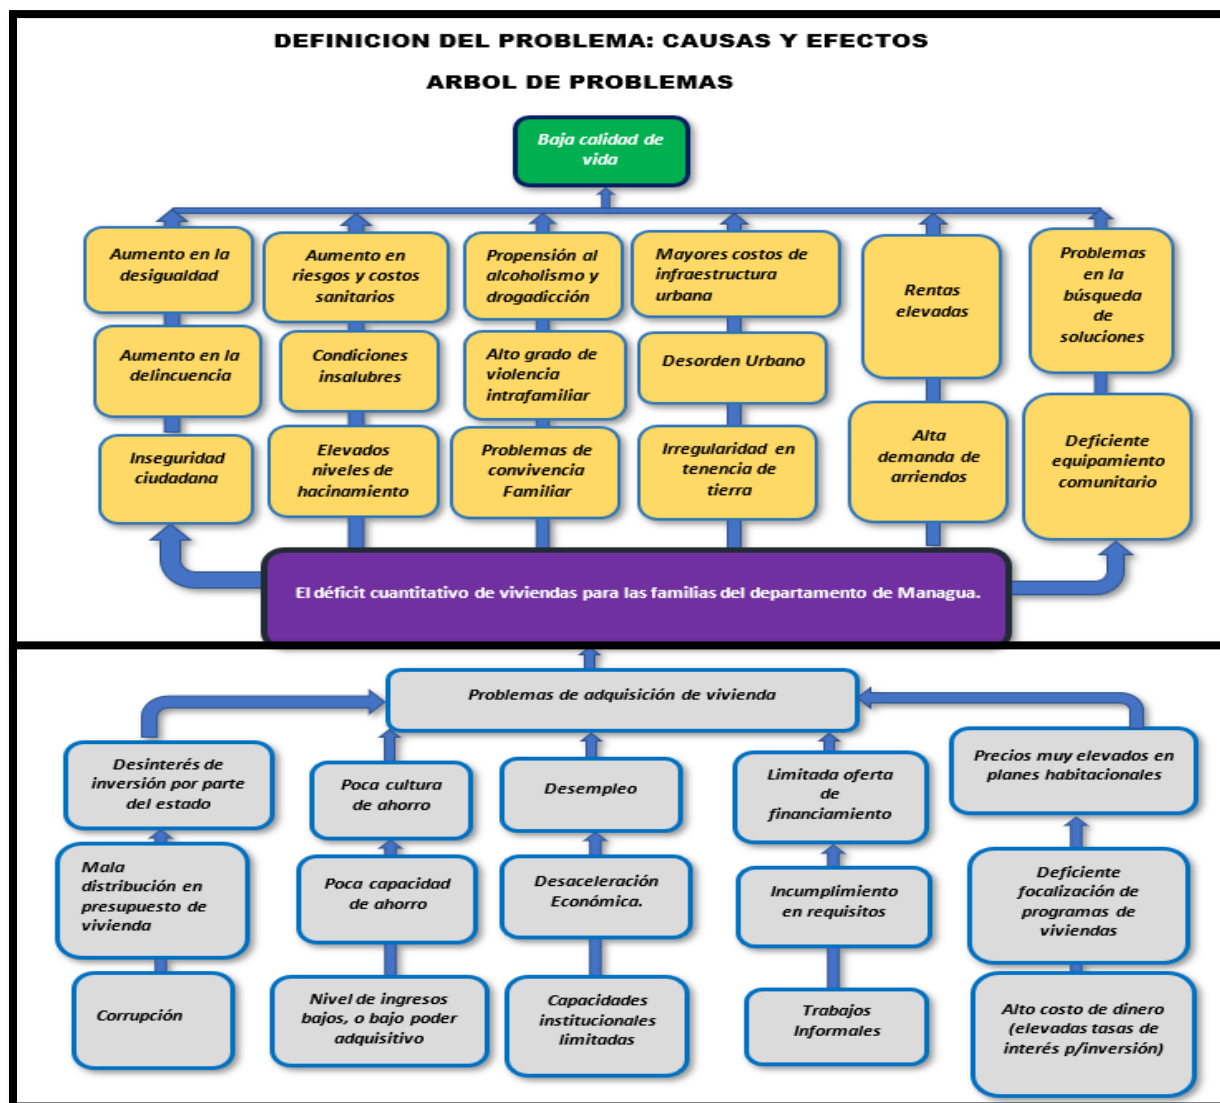 DEFINICION DEL PROBLEMA: CAUSAS Y EFECTOS
ARBOL DE PROBLEMAS
Baja calidad de
vida
Aumento en la
desigualdad
Aumento en
riesgos y costos
sanitarios
Propensión al
alcoholismo y
drogadicción
Mayores costos de
infraestructura
urbana
Rentas
elevadas
Problemas
en la
búsqueda
de
soluciones
Aumento en la
delincuencia
Condiciones
insalubres
Alto grado de
violencia
intrafamiliar
Desorden Urbano
Inseguridad
ciudadana
Elevados
niveles de
hacinamiento
Problemas de
convivencia
Familiar
Irregularidad en
tenencia de
tierra
Alta
demanda de
arriendos
Deficiente
equipamiento
comunitario
El déficit cuantitativo de viviendas para las familias del departamento de Managua.
Problemas de adquisición de vivienda
Desinterés de
inversión por parte
del estado
Poca cultura
de ahorro
Desempleo
Limitada oferta
de
financiamiento
Precios muy elevados en
planes habitacionales
Mala
distribución en
presupuesto de
vivienda
Poca capacidad
de ahorro
Desaceleración
Económica.
Incumplimiento
en requisitos
Deficiente
focalización de
programas de
viviendas
Corrupción
Nivel de ingresos
bajos, o bajo poder
adquisitivo
Capacidades
institucionales
limitadas
Trabajos
Informales
Alto costo de dinero
(elevadas tasas de
interés p/inversión)